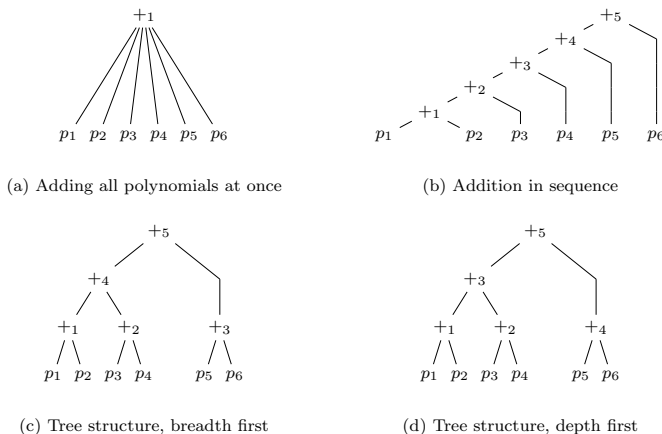 +₁
p₁ p₂ p₃ p₄ p₅ p₆
(a) Adding all polynomials at once
+₅
+₄
+₃
+₂
+₁
p₁ p₂ p₃ p₄ p₅ p₆
(b) Addition in sequence
+₅
+₄
+₁ +₂ +₃
p₁ p₂ p₃ p₄ p₅ p₆
(c) Tree structure, breadth first
+₅
+₃
+₁ +₂ +₄
p₁ p₂ p₃ p₄ p₅ p₆
(d) Tree structure, depth first